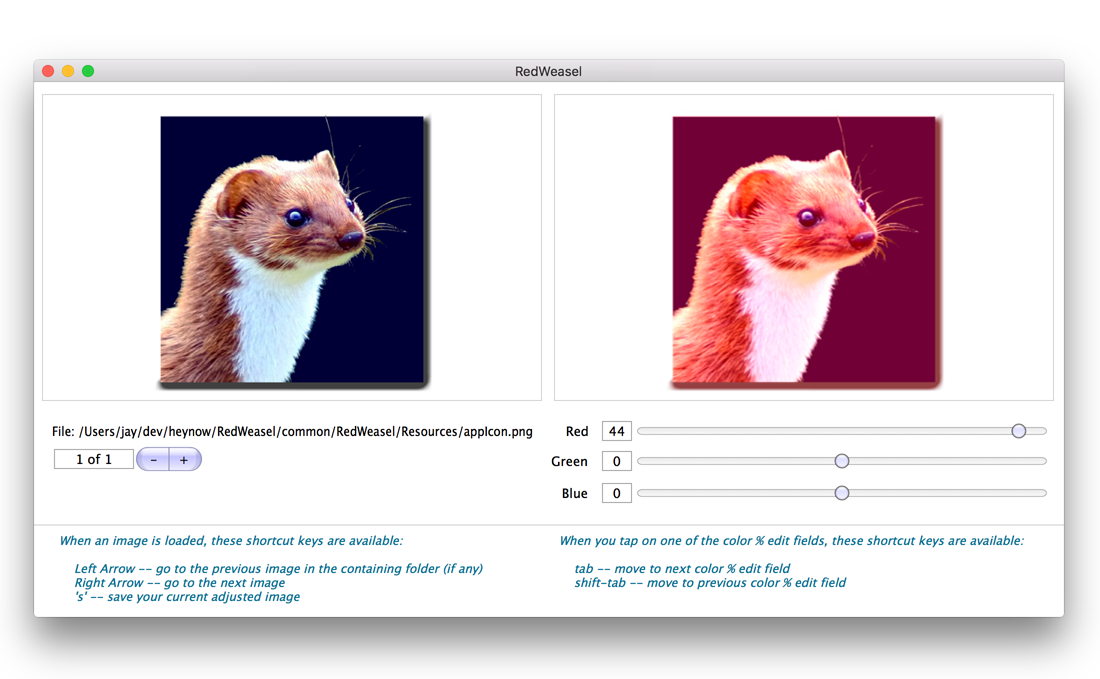 RedWeasel
File: /Users/jay/dev/heynow/RedWeasel/common/RedWeasel/Resources/appIcon.png
1 of 1 - +
Red 44
Green 0
Blue 0
When an image is loaded, these shortcut keys are available:
Left Arrow -- go to the previous image in the containing folder (if any)
Right Arrow -- go to the next image
's' -- save your current adjusted image
When you tap on one of the color % edit fields, these shortcut keys are available:
tab -- move to next color % edit field
shift-tab -- move to previous color % edit field